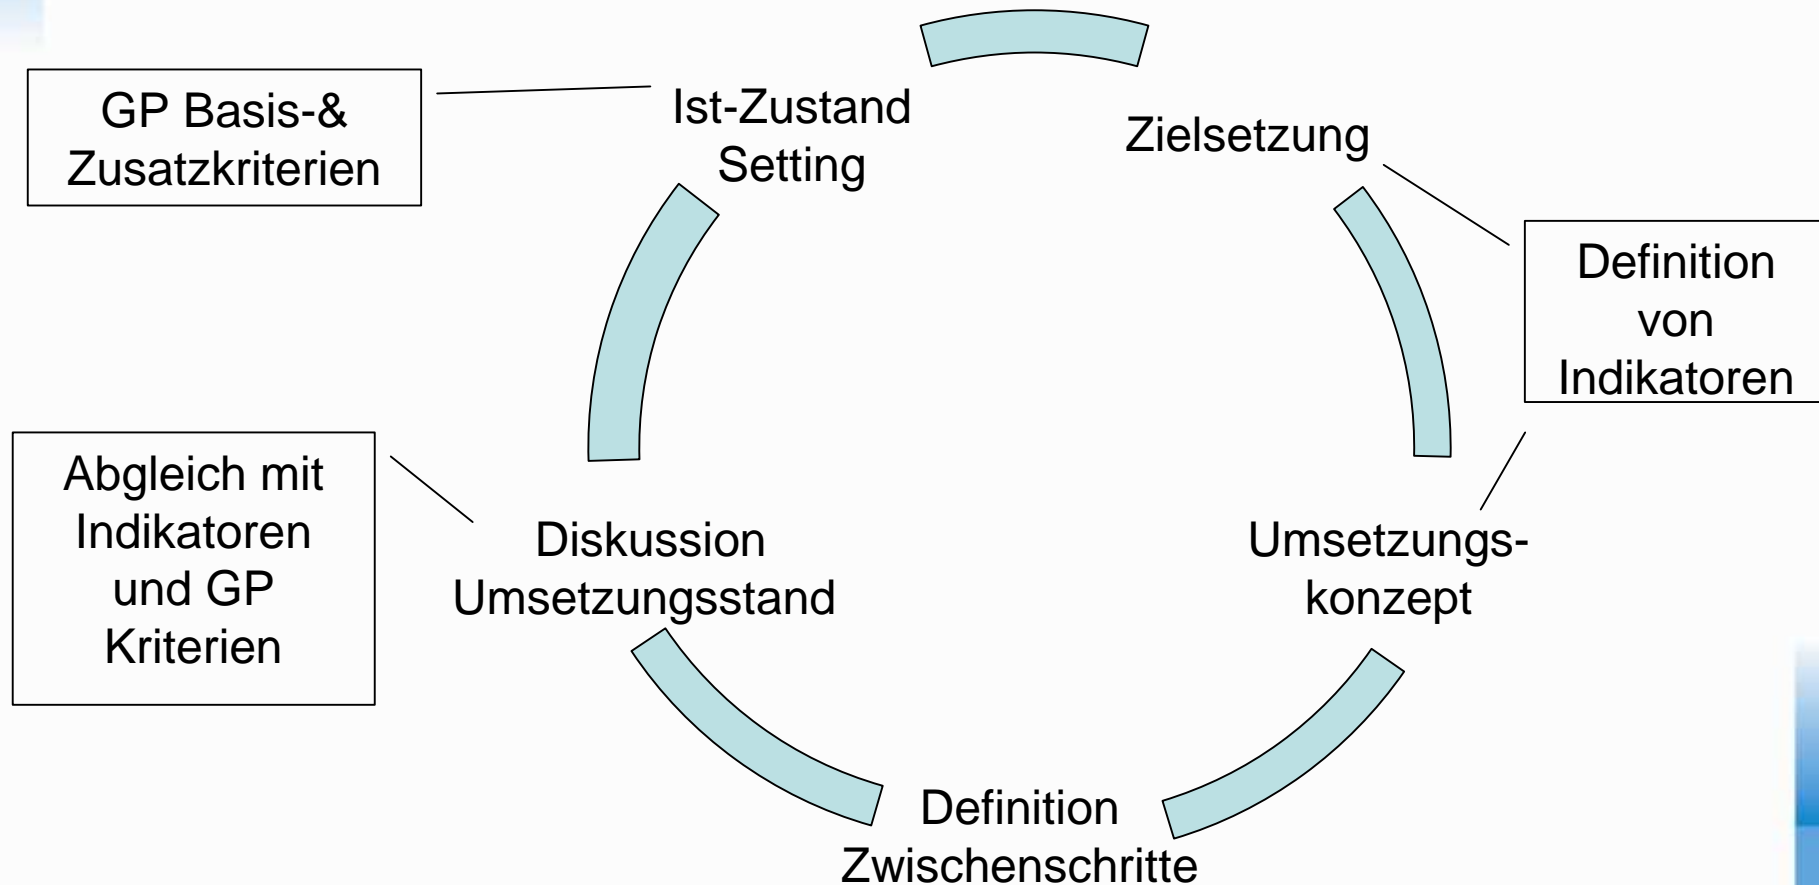 GP Basis-&
Zusatzkriterien
Ist-Zustand
Setting
Zielsetzung
Definition
von
Indikatoren
Abgleich mit
Indikatoren
und GP
Kriterien
Diskussion
Umsetzungsstand
Umsetzungs-
konzept
Definition
Zwischenschritte